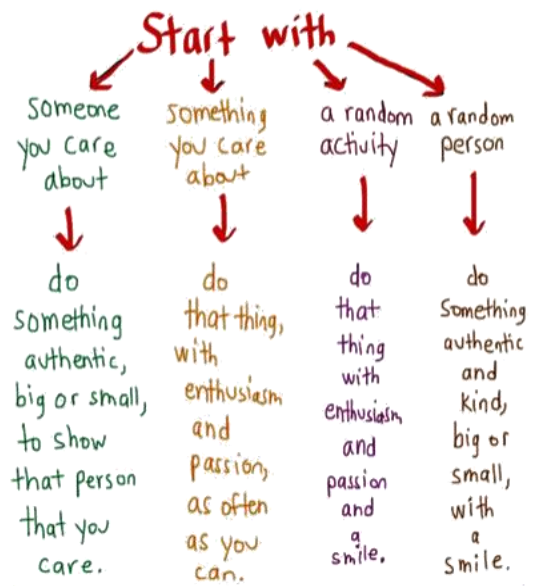 Start with
someone
you care
about
do
something
authentic,
big or small,
to show
that person
that you
care.
something
you care
about
do
that thing,
with
enthusiasm
and
passion,
as often
as you
can.
a random
activity
do
that
thing
with
enthusiasm
and
passion
and
a
smile.
a random
person
do
something
authentic
and
kind,
big or
small,
with
a
smile.